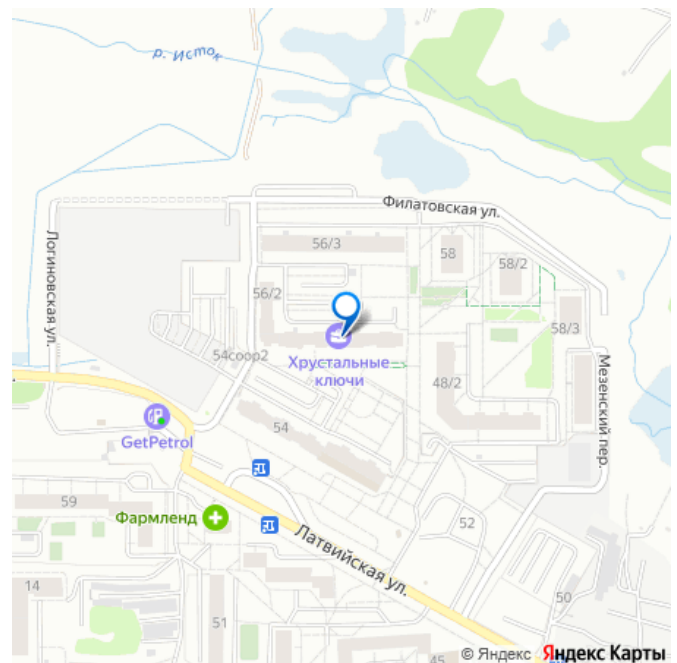 р. Исток
Филатовская ул.
Логиновская ул.
56/3
58
58/2
56/2
58/3
54соор2
Хрустальные
ключи
48/2
Мезенский пер.
GetPetrol
54
59
Фармленд
Латвийская ул.
52
14
51
50
45
© Яндекс Яндекс Карты